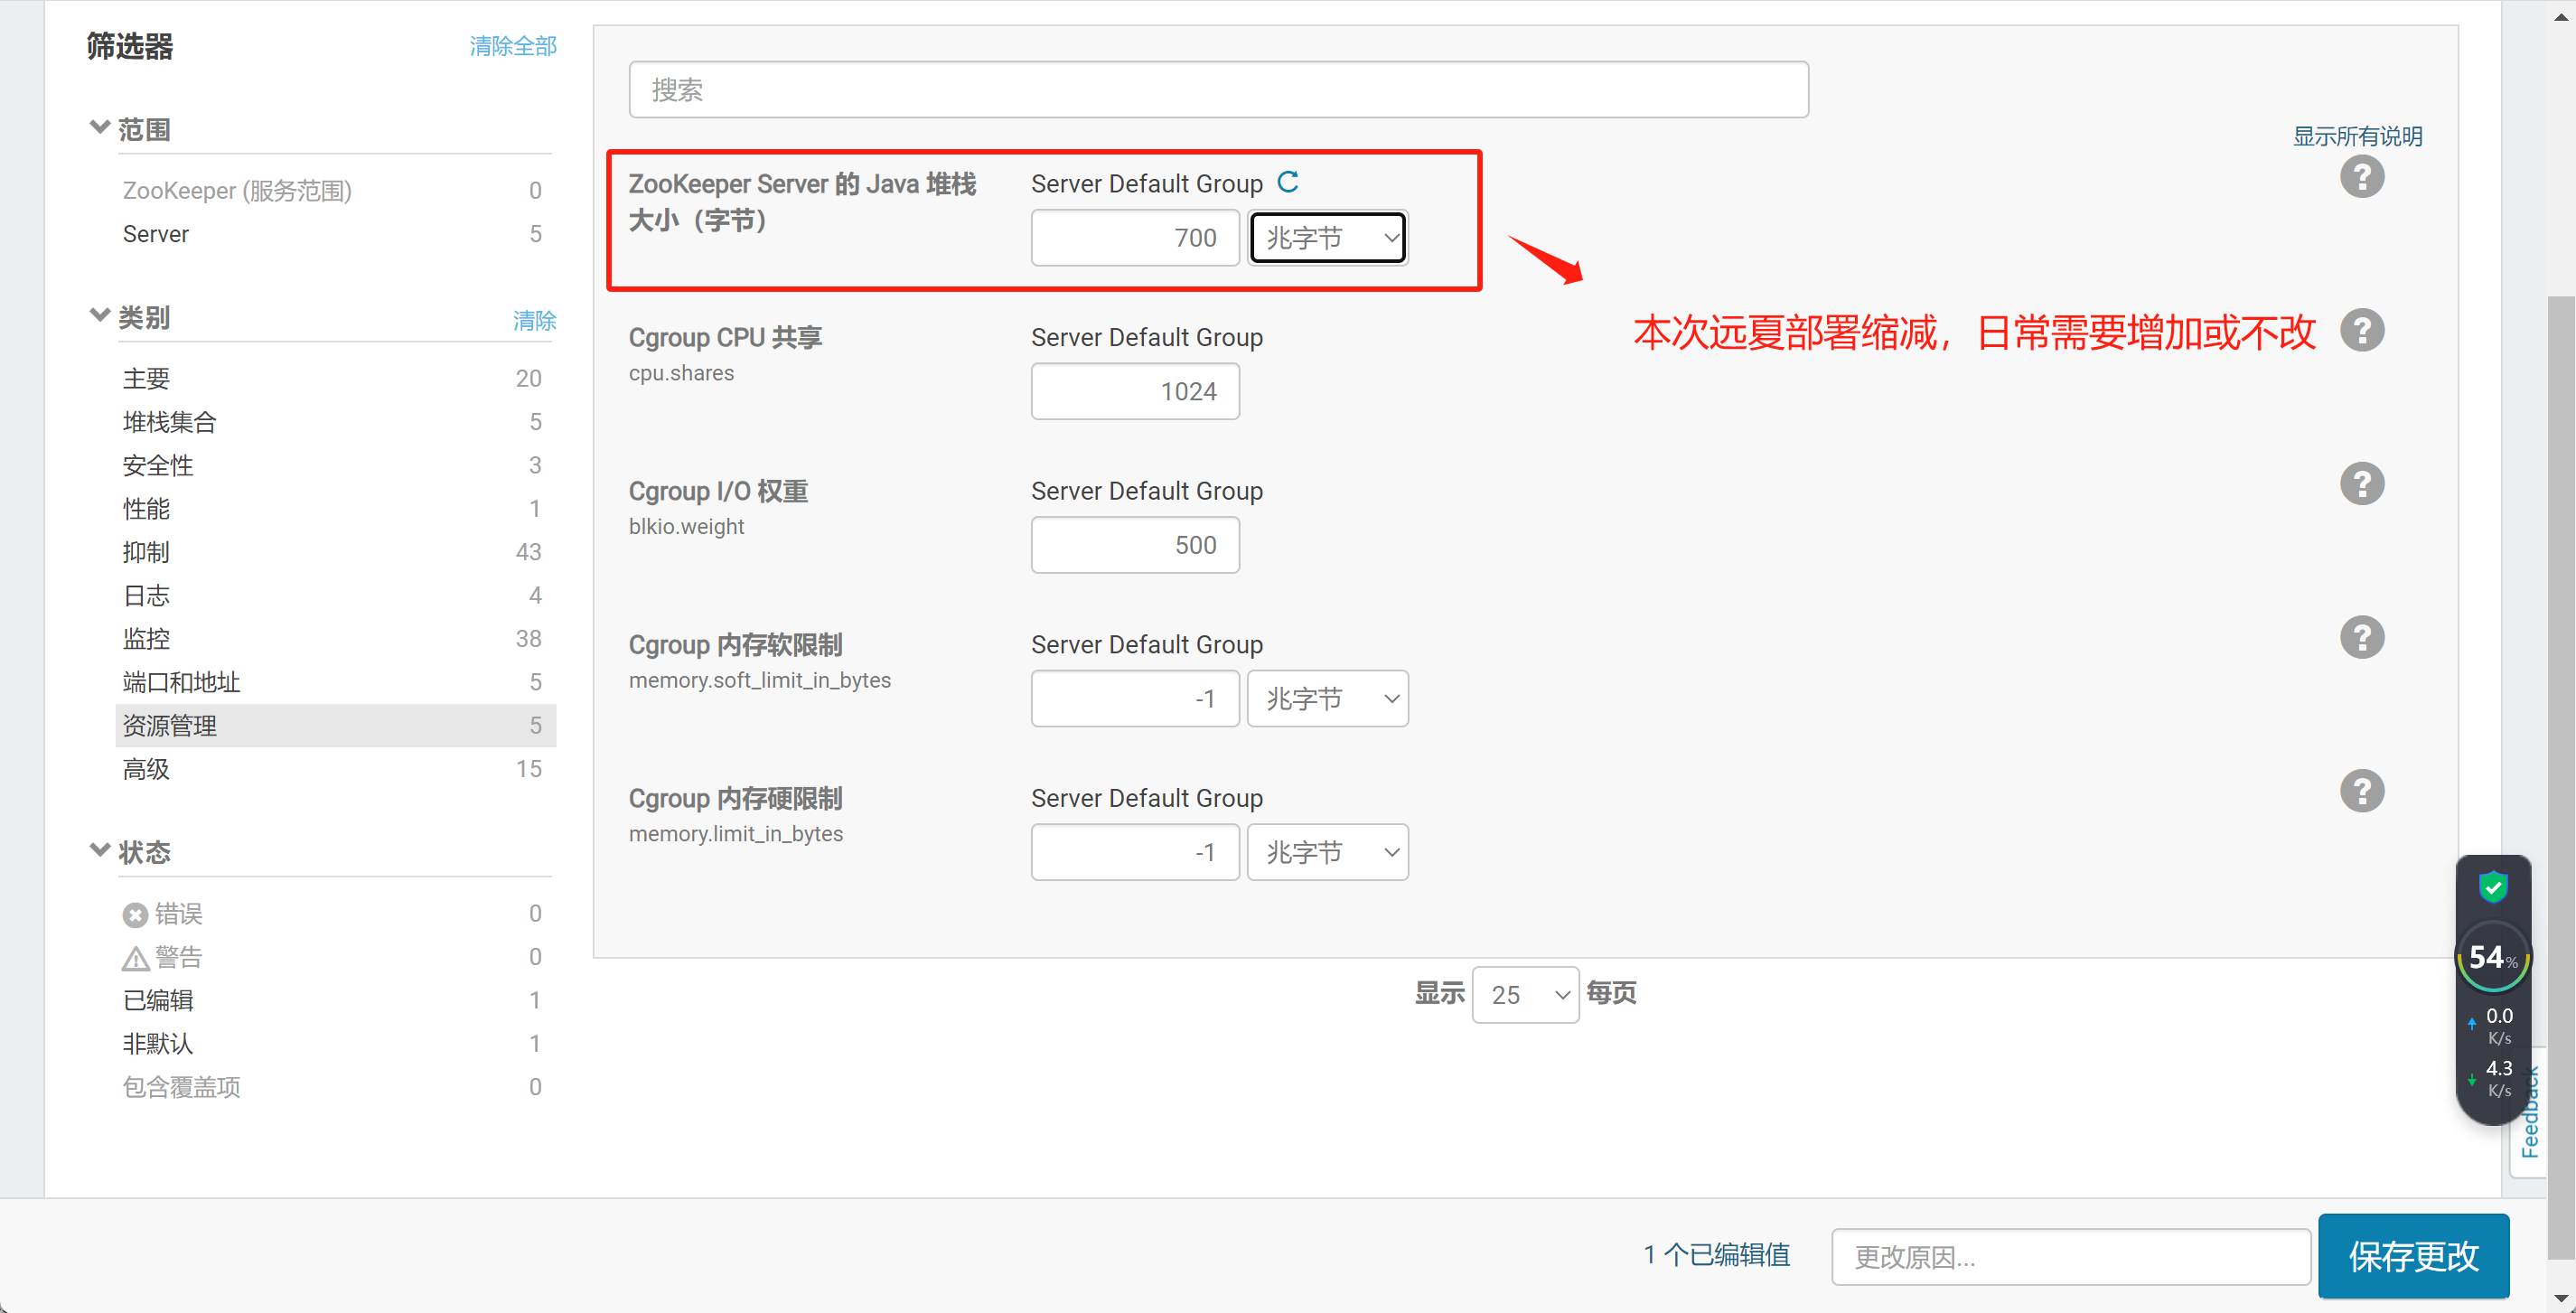 筛选器
清除全部
范围
ZooKeeper (服务范围) 0
Server 5
类别 清除
主要 20
堆栈集合 5
安全性 3
性能 1
抑制 43
日志 4
监控 38
端口和地址 5
资源管理 5
高级 15
状态
错误 0
警告 0
已编辑 1
非默认 1
包含覆盖项 0
搜索
显示所有说明
ZooKeeper Server 的 Java 堆栈
大小（字节）
Server Default Group
700 兆字节
本次远夏部署缩减，日常需要增加或不改
Cgroup CPU 共享
cpu.shares
Server Default Group
1024
Cgroup I/O 权重
blkio.weight
Server Default Group
500
Cgroup 内存软限制
memory.soft_limit_in_bytes
Server Default Group
-1 兆字节
Cgroup 内存硬限制
memory.limit_in_bytes
Server Default Group
-1 兆字节
显示 25 每页
54%
0.0
K/s
4.3
K/s
Feedback
1 个已编辑值
更改原因...
保存更改